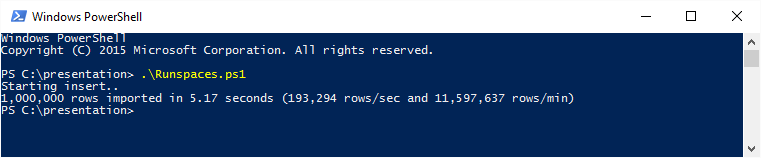 Windows PowerShell
Windows PowerShell
Copyright (C) 2015 Microsoft Corporation. All rights reserved.
PS C:\presentation> .\Runspaces.ps1
Starting insert..
1,000,000 rows imported in 5.17 seconds (193,294 rows/sec and 11,597,637 rows/min)
PS C:\presentation>